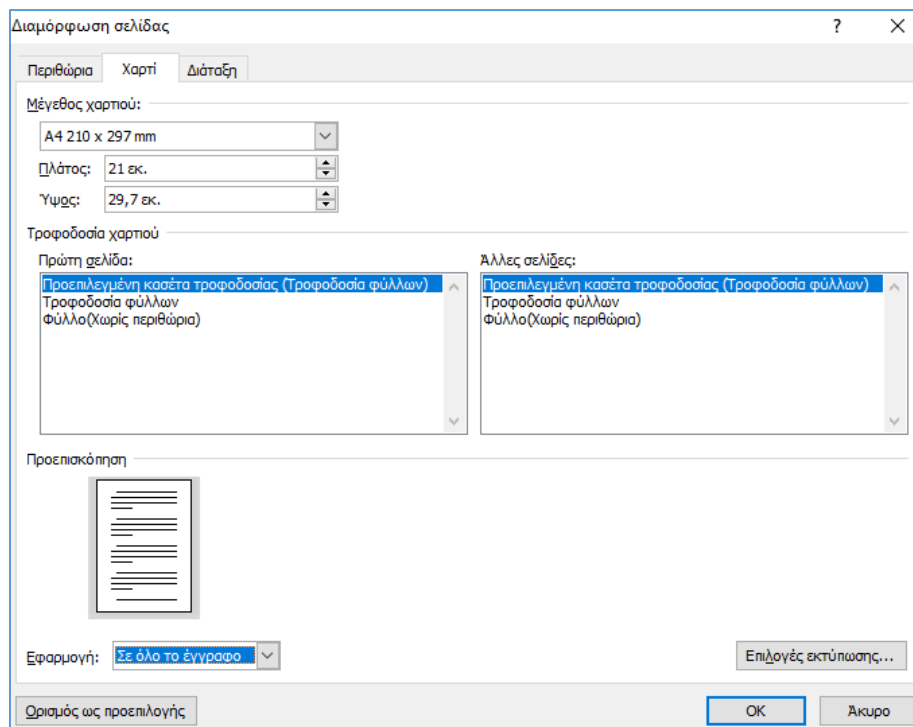 Διαμόρφωση σελίδας
Περιθώρια Χαρτί Διάταξη
Μέγεθος χαρτιού:
A4 210 x 297 mm
Πλάτος: 21 εκ.
Ύψος: 29,7 εκ.
Τροφοδοσία χαρτιού
Πρώτη σελίδα:
Προεπιλεγμένη κασέτα τροφοδοσίας (Τροφοδοσία φύλλων)
Τροφοδοσία φύλλων
Φύλλο(Χωρίς περιθώρια)
Άλλες σελίδες:
Προεπιλεγμένη κασέτα τροφοδοσίας (Τροφοδοσία φύλλων)
Τροφοδοσία φύλλων
Φύλλο(Χωρίς περιθώρια)
Προεπισκόπηση
Εφαρμογή: Σε όλο το έγγραφο
Επιλογές εκτύπωσης...
Ορισμός ως προεπιλογής
OK
Άκυρο